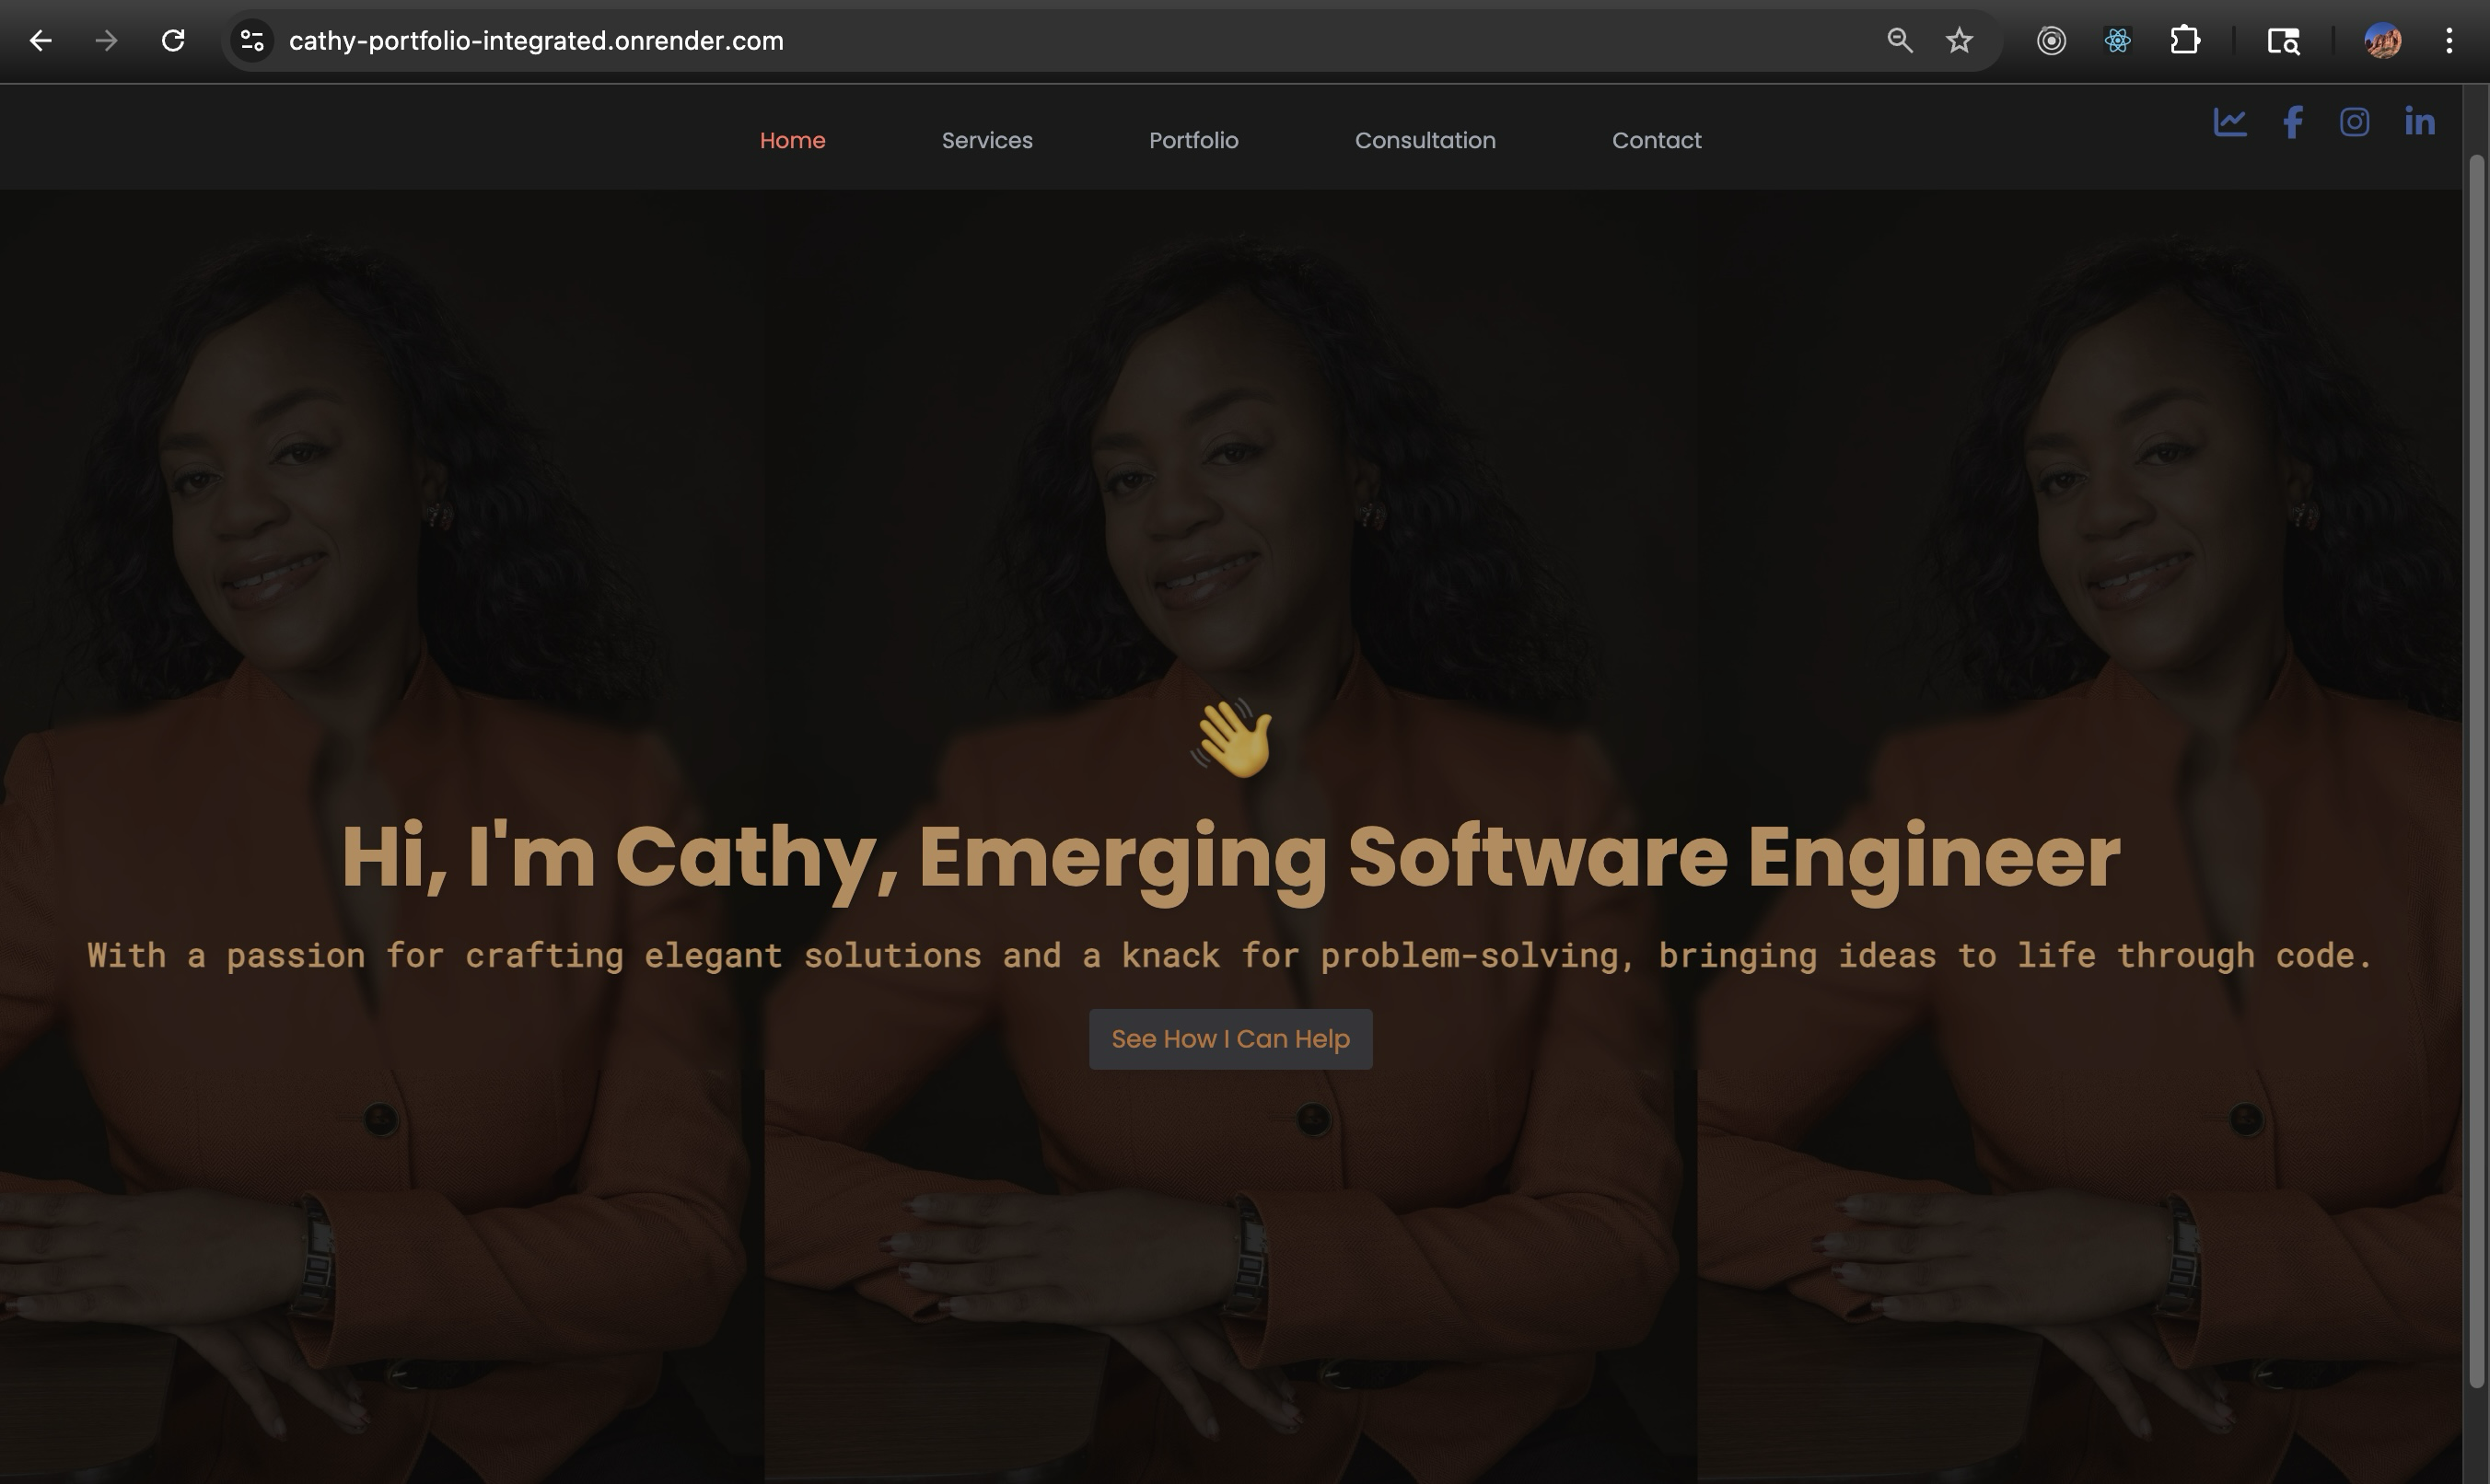 cathy-portfolio-integrated.onrender.com
Home Services Portfolio Consultation Contact
Hi, I'm Cathy, Emerging Software Engineer
With a passion for crafting elegant solutions and a knack for problem-solving, bringing ideas to life through code.
See How I Can Help